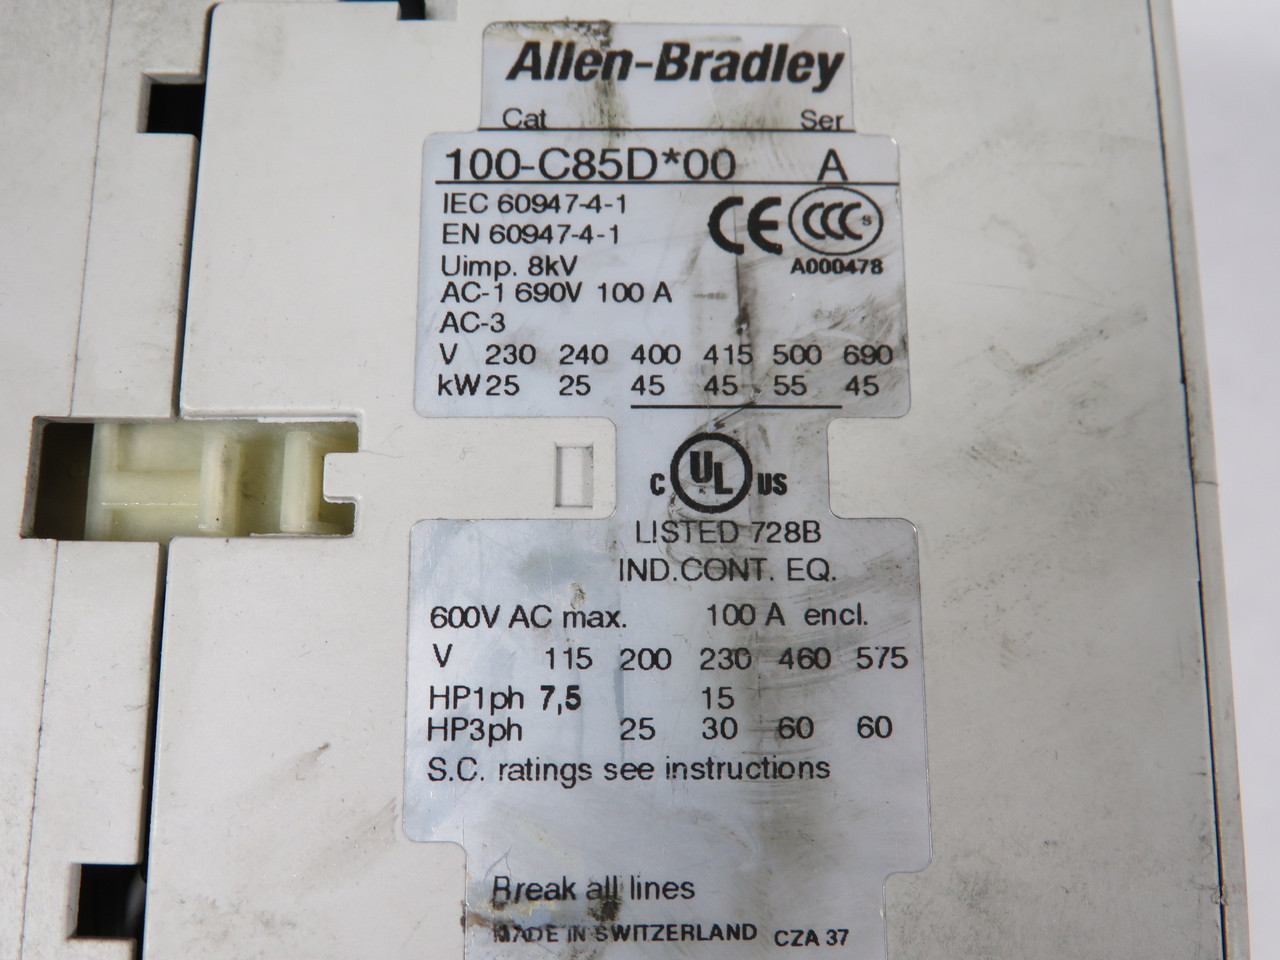 Allen-Bradley
Cat Ser
100-C85D*00 A
IEC 60947-4-1
EN 60947-4-1
CE CCC S
Uimp. 8kV A000478
AC-1 690V 100 A
AC-3
V 230 240 400 415 500 690
kW 25 25 45 45 55 45
C UL US
LISTED 728B
IND.CONT. EQ.
600V AC max. 100 A encl.
V 115 200 230 460 575
HP1ph 7,5 15
HP3ph 25 30 60 60
S.C. ratings see instructions
Break all lines
MADE IN SWITZERLAND CZA 37